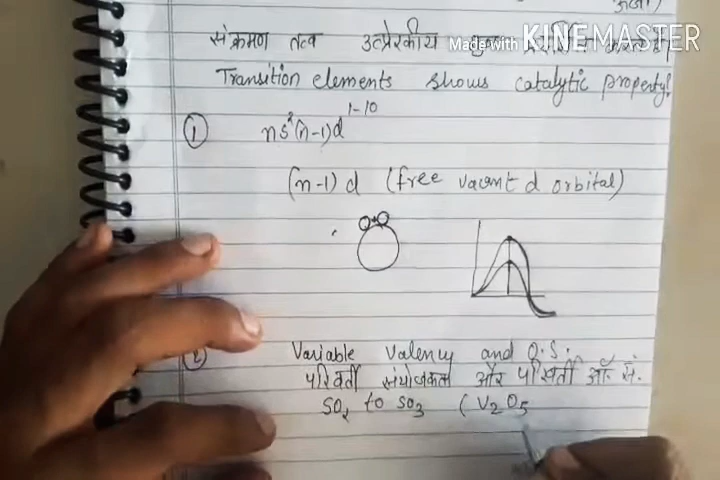 संक्रमण तत्व उत्प्रेरकीय
Made with KINEMASTER
Transition elements shows catalytic property!
① ns²(n-1)d¹⁻¹⁰
(n-1) d (free vacant d orbital)
② Variable valency and O.S.
परिवर्ती संयोजकता और परिवर्ती ऑ. सं.
SO₂ to SO₃ (V₂O₅